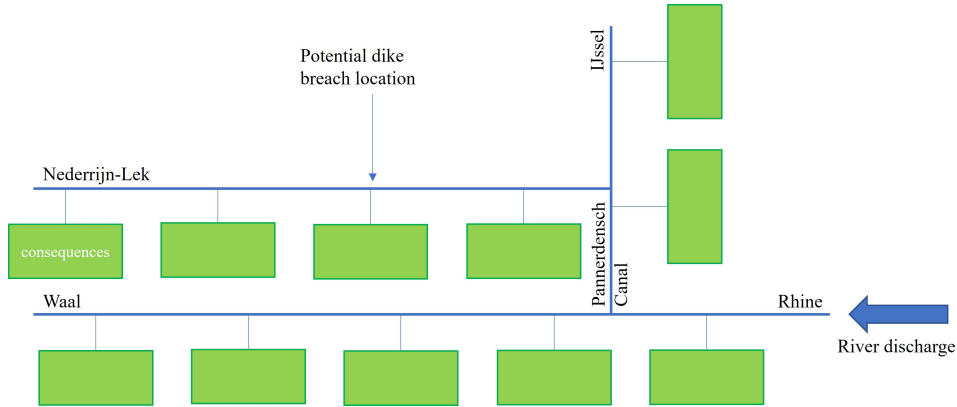 IJssel
Potential dike
breach location
Nederrijn-Lek
consequences
Pannerdensch
Canal
Waal
Rhine
River discharge